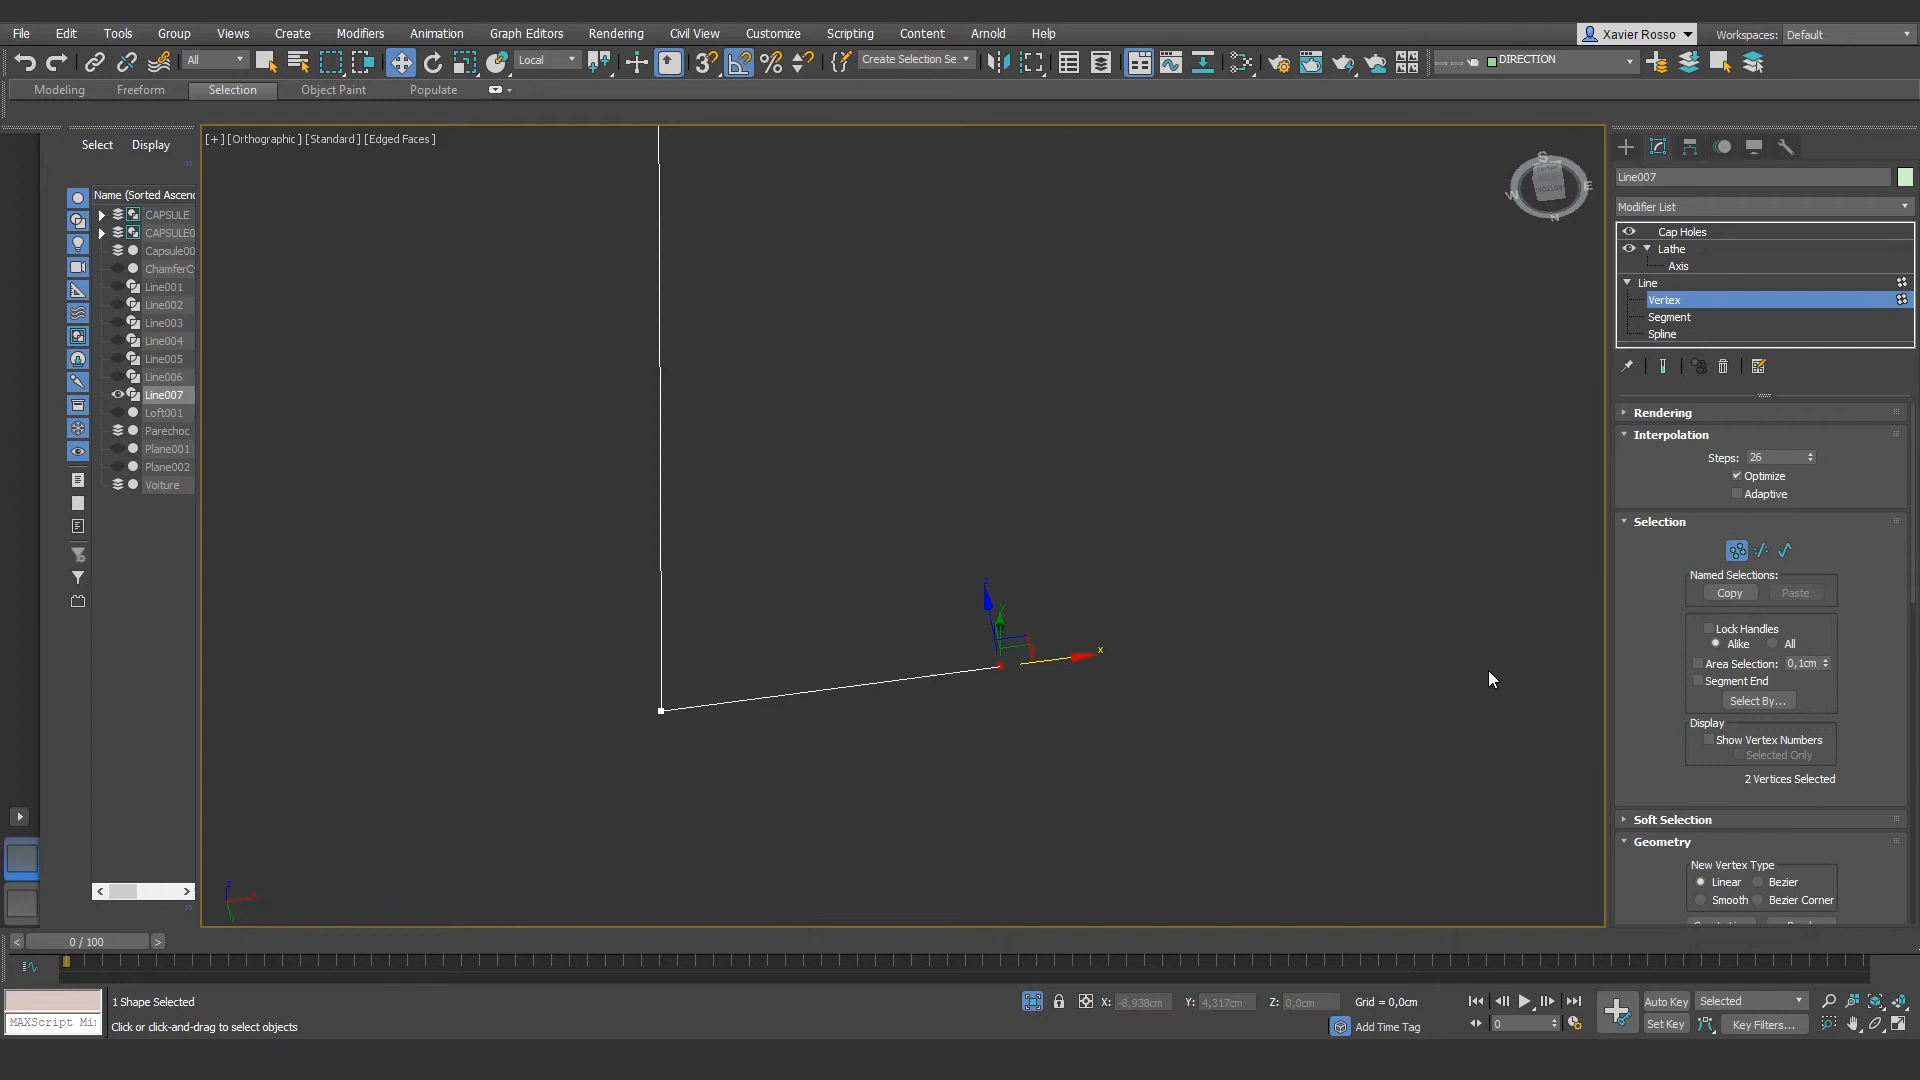 File Edit Tools Group Views Create Modifiers Animation Graph Editors Rendering Civil View Customize Scripting Content Arnold Help
Xavier Rosso Workspaces: Default
All Local Create Selection Se DIRECTION
Modeling Freeform Selection Object Paint Populate
Select Display
[+] [Orthographic] [Standard] [Edged Faces]
Name (Sorted Ascend
CAPSULE
CAPSULE0
Capsule00
ChamferC
Line001
Line002
Line003
Line004
Line005
Line006
Line007
Loft001
Parechoc
Plane001
Plane002
Voiture
S
W E
N
z
y
x
z
y
Line007
Modifier List
Cap Holes
Lathe
Axis
Line
Vertex
Segment
Spline
Rendering
Interpolation
Steps: 26
Optimize
Adaptive
Selection
Named Selections:
Copy Paste
Lock Handles
Alike All
Area Selection: 0,1cm
Segment End
Select By...
Display
Show Vertex Numbers
Selected Only
2 Vertices Selected
Soft Selection
Geometry
New Vertex Type
Linear Bezier
Smooth Bezier Corner
< 0 / 100 >
1 Shape Selected
MAXScript Mi
Click or click-and-drag to select objects
X: -8,938cm Y: 4,317cm Z: 0,0cm Grid = 0,0cm
Add Time Tag
0
Auto Key Selected
Set Key Key Filters...